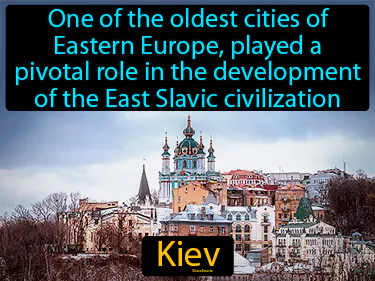 One of the oldest cities of
Eastern Europe, played a
pivotal role in the development
of the East Slavic civilization
Kiev